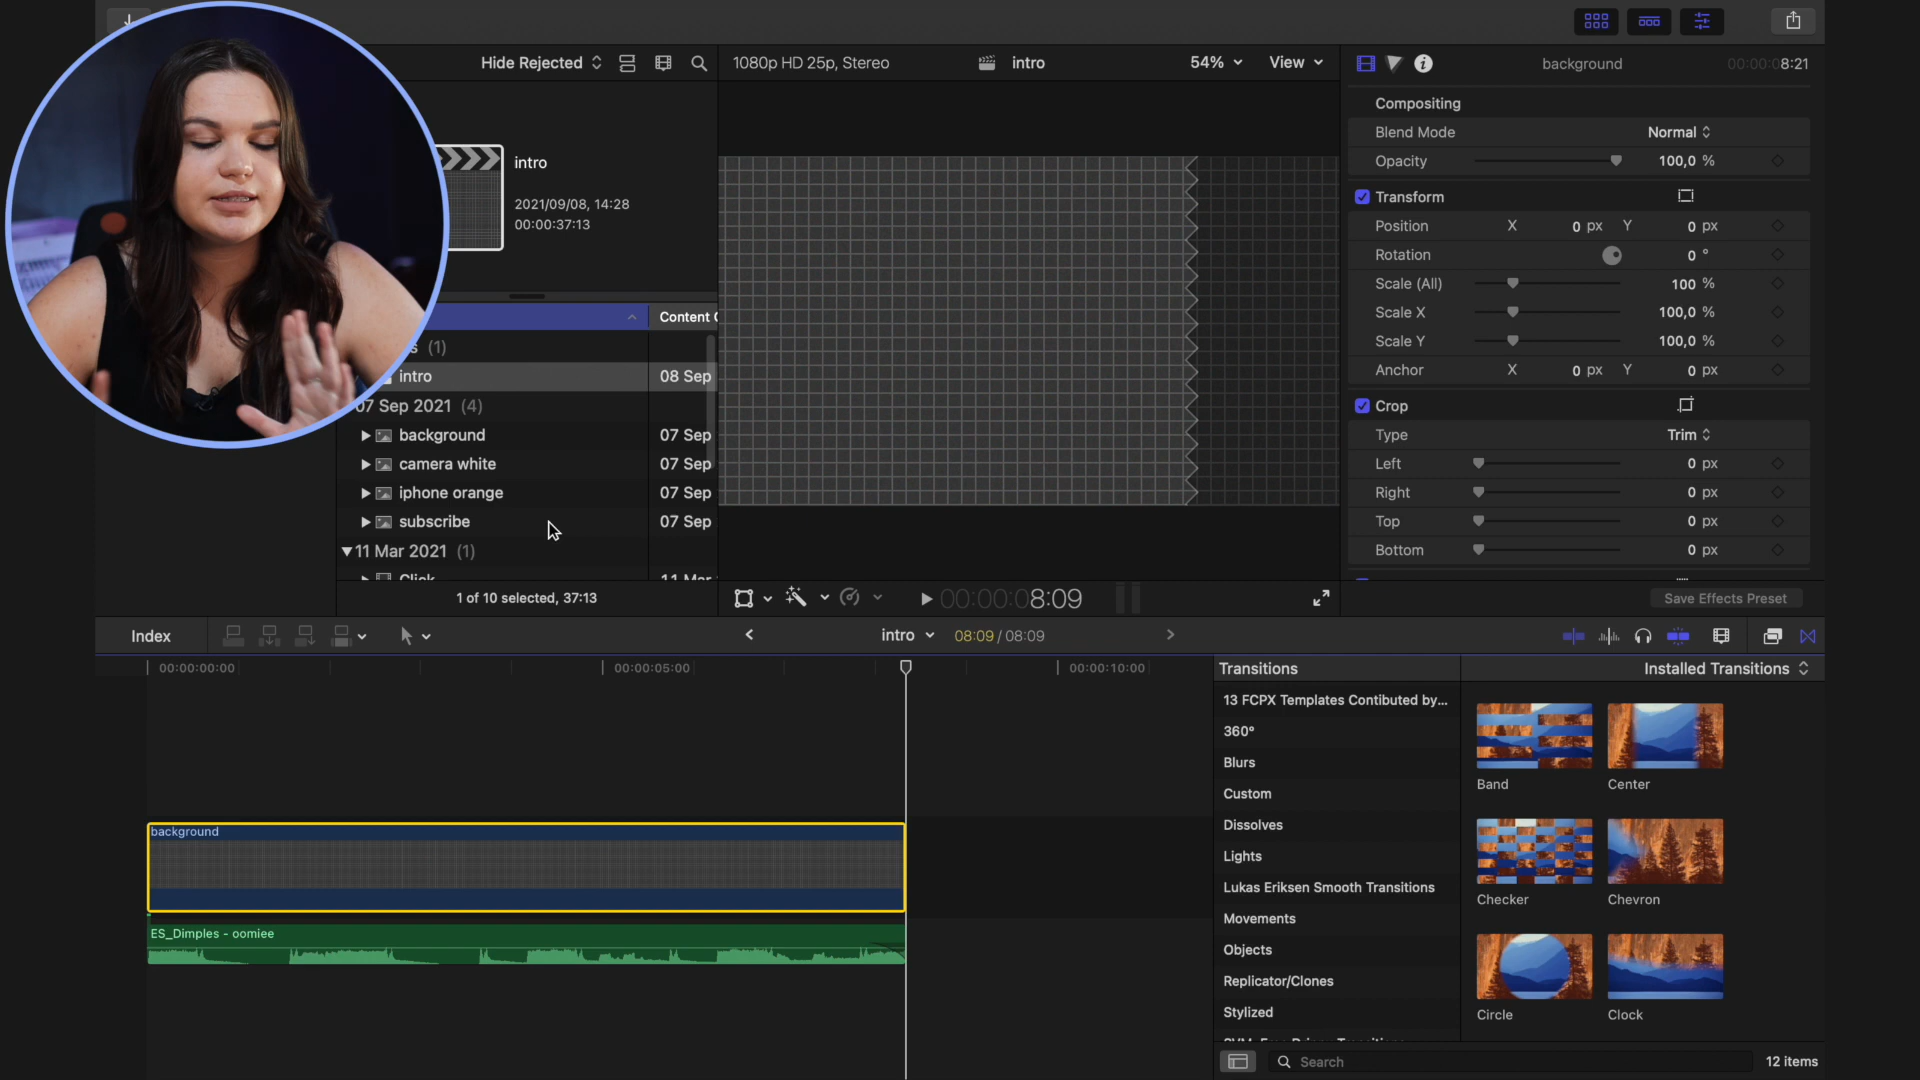 Hide Rejected
1080p HD 25p, Stereo
intro
54%
View
background
00:00:08:21
intro
2021/09/08, 14:28
00:00:37:13
Content
s (1)
intro
08 Sep
07 Sep 2021 (4)
background
07 Sep
camera white
07 Sep
iphone orange
07 Sep
subscribe
07 Sep
11 Mar 2021 (1)
Click
11 Mar
1 of 10 selected, 37:13
00:00:08:09
Compositing
Blend Mode
Normal
Opacity
100,0 %
Transform
Position X 0 px Y 0 px
Rotation
0 °
Scale (All)
100 %
Scale X
100,0 %
Scale Y
100,0 %
Anchor X 0 px Y 0 px
Crop
Type
Trim
Left
0 px
Right
0 px
Top
0 px
Bottom
0 px
Save Effects Preset
Index
intro
08:09 / 08:09
00:00:00:00
00:00:05:00
00:00:10:00
background
ES_Dimples - oomiee
Transitions
Installed Transitions
13 FCPX Templates Contibuted by...
360°
Blurs
Custom
Dissolves
Lights
Lukas Eriksen Smooth Transitions
Movements
Objects
Replicator/Clones
Stylized
Band
Center
Checker
Chevron
Circle
Clock
Search
12 items